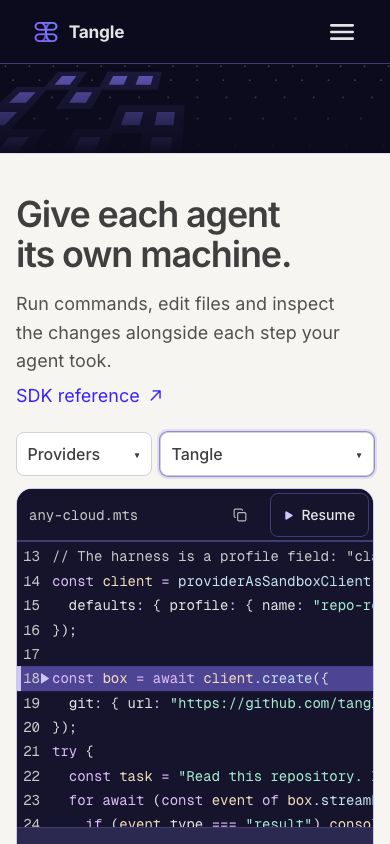 Tangle
Give each agent
its own machine.
Run commands, edit files and inspect
the changes alongside each step your
agent took.
SDK reference ↗
Providers ▾ Tangle ▾
any-cloud.mts Resume
13 // The harness is a profile field: "cla
14 const client = providerAsSandboxClient
15 defaults: { profile: { name: "repo-r
16 });
17
18 const box = await client.create({
19 git: { url: "https://github.com/tang
20 });
21 try {
22 const task = "Read this repository.
23 for await (const event of box.stream
24 if (event type === "result") conso